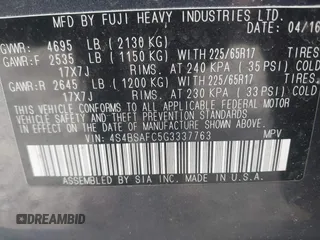 MFD BY FUJI HEAVY INDUSTRIES LTD.
DATE: 04/16
GVWR: 4695 LB (2130 KG)
GAWR:F 2535 LB (1150 KG) WITH 225/65R17 TIRES
17X7J RIMS. AT 240 KPA (35 PSI) COLD
GAWR:R 2645 LB (1200 KG) WITH 225/65R17 TIRES
17X7J RIMS. AT 230 KPA (33 PSI) COLD
THIS VEHICLE CONFORMS TO ALL APPLICABLE FEDERAL MOTOR
VEHICLE SAFETY AND THEFT PREVENTION
STANDARDS IN EFFECT ON THE DATE OF
VIN: 4S4BSAFC5G3337763 MPV
ASSEMBLED BY SIA INC. MADE IN U.S.A.
DREAMBID